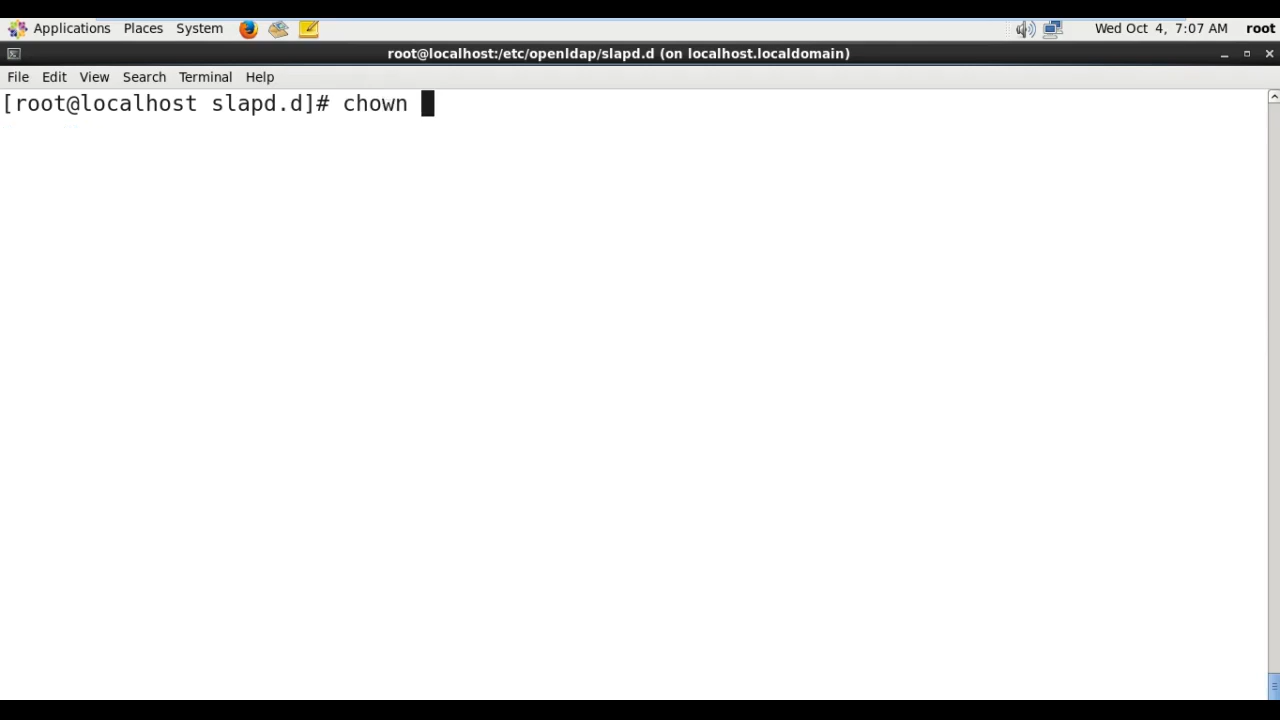 Applications Places System Wed Oct 4, 7:07 AM root
root@localhost:/etc/openldap/slapd.d (on localhost.localdomain)
File Edit View Search Terminal Help
[root@localhost slapd.d]# chown